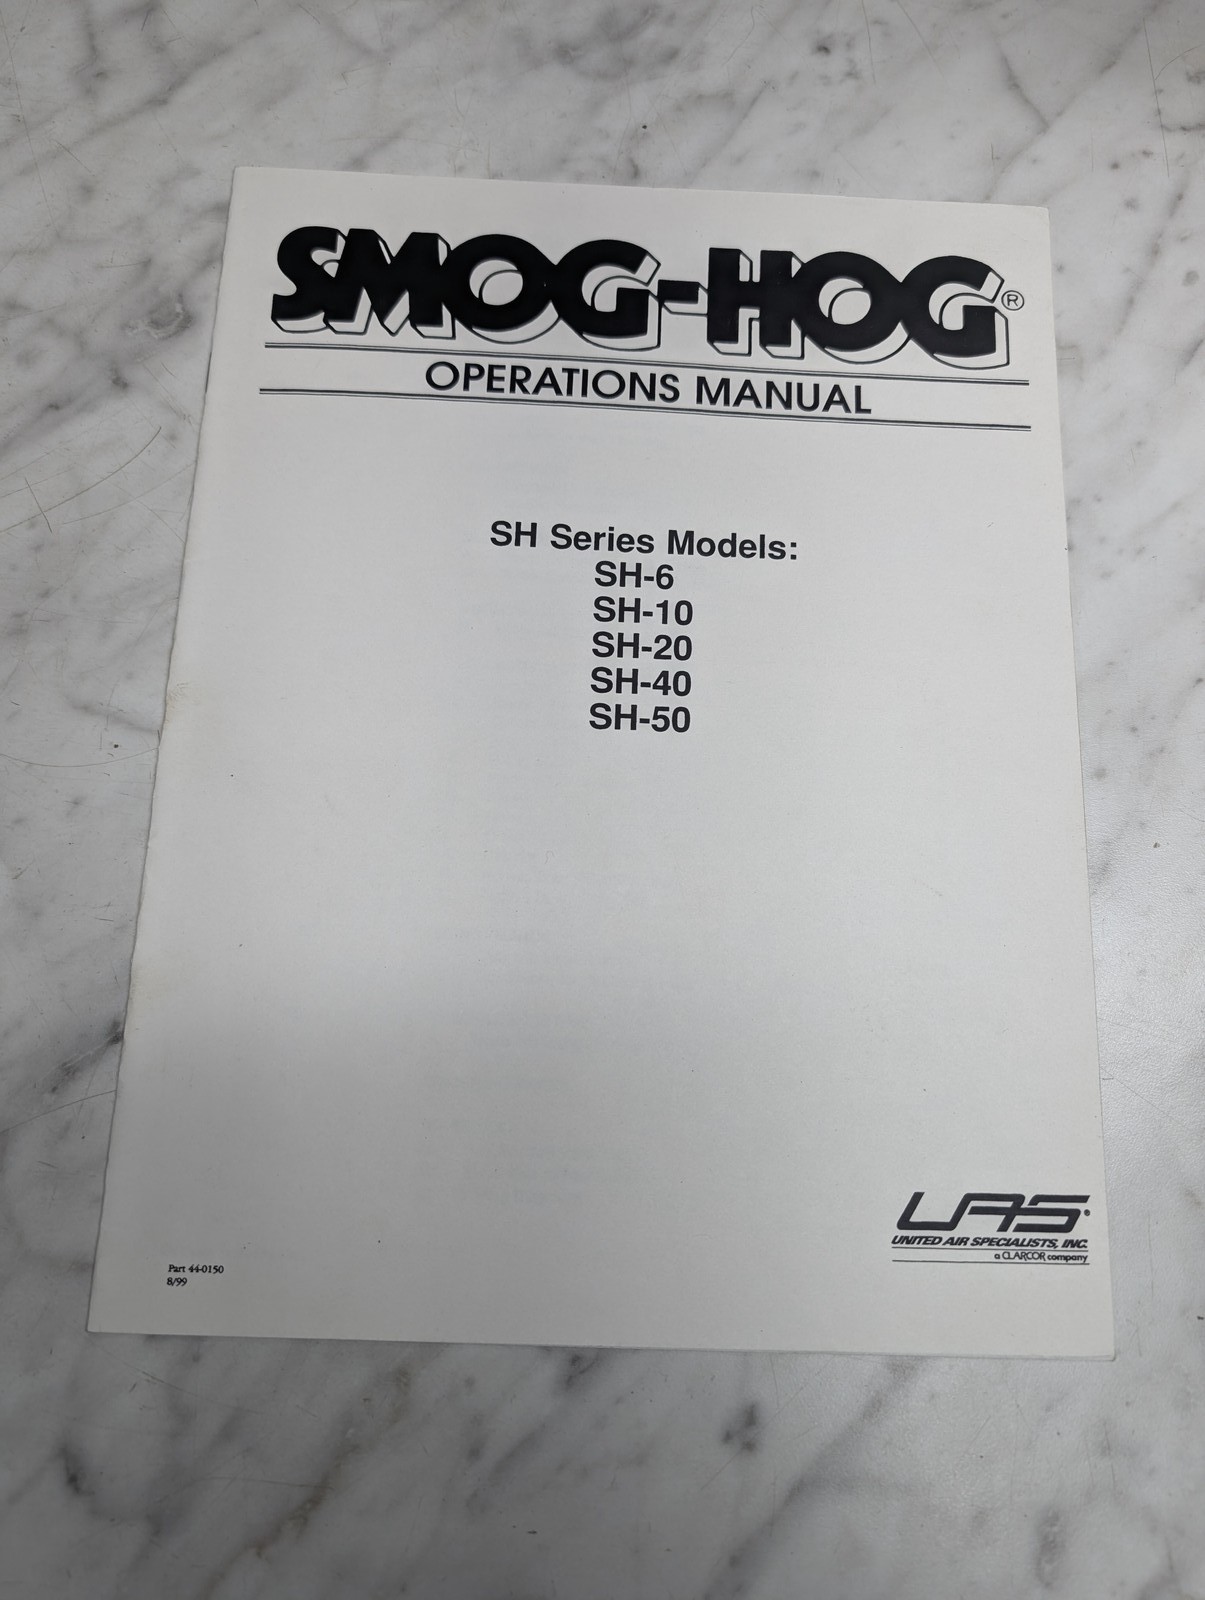 SMOG-HOG®
OPERATIONS MANUAL
SH Series Models:
SH-6
SH-10
SH-20
SH-40
SH-50
UAS®
UNITED AIR SPECIALISTS, INC.
a CLARCOR company
Part 44-0150
8/99